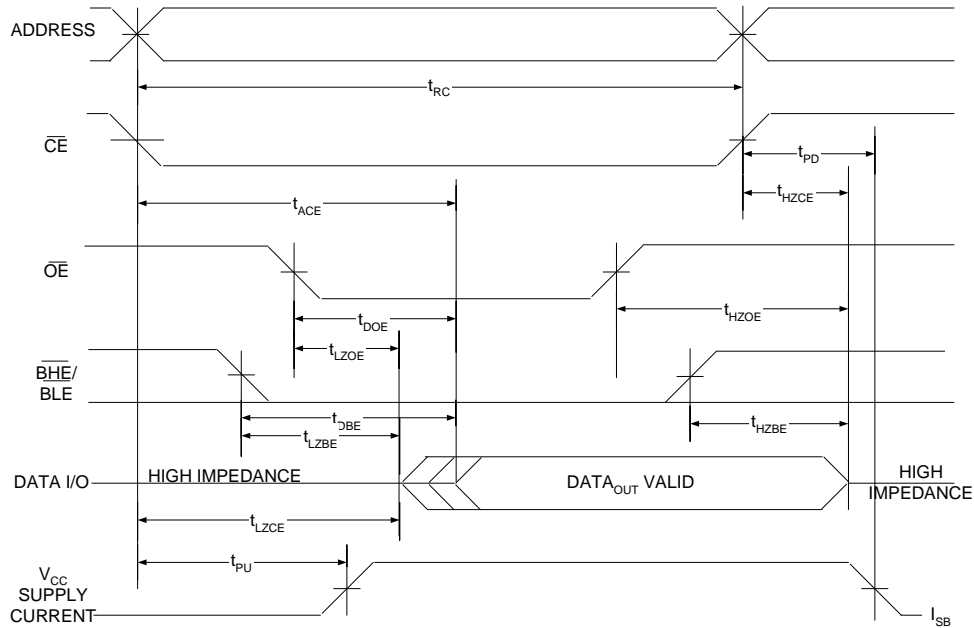 ADDRESS
tRC
CE
tPD
tHZCE
tACE
OE
tDOE
tHZOE
tLZOE
BHE/
BLE
tDBE
tLZBE
tHZBE
DATA I/O
HIGH IMPEDANCE
DATAOUT VALID
HIGH
IMPEDANCE
tLZCE
tPU
VCC
SUPPLY
CURRENT
ISB